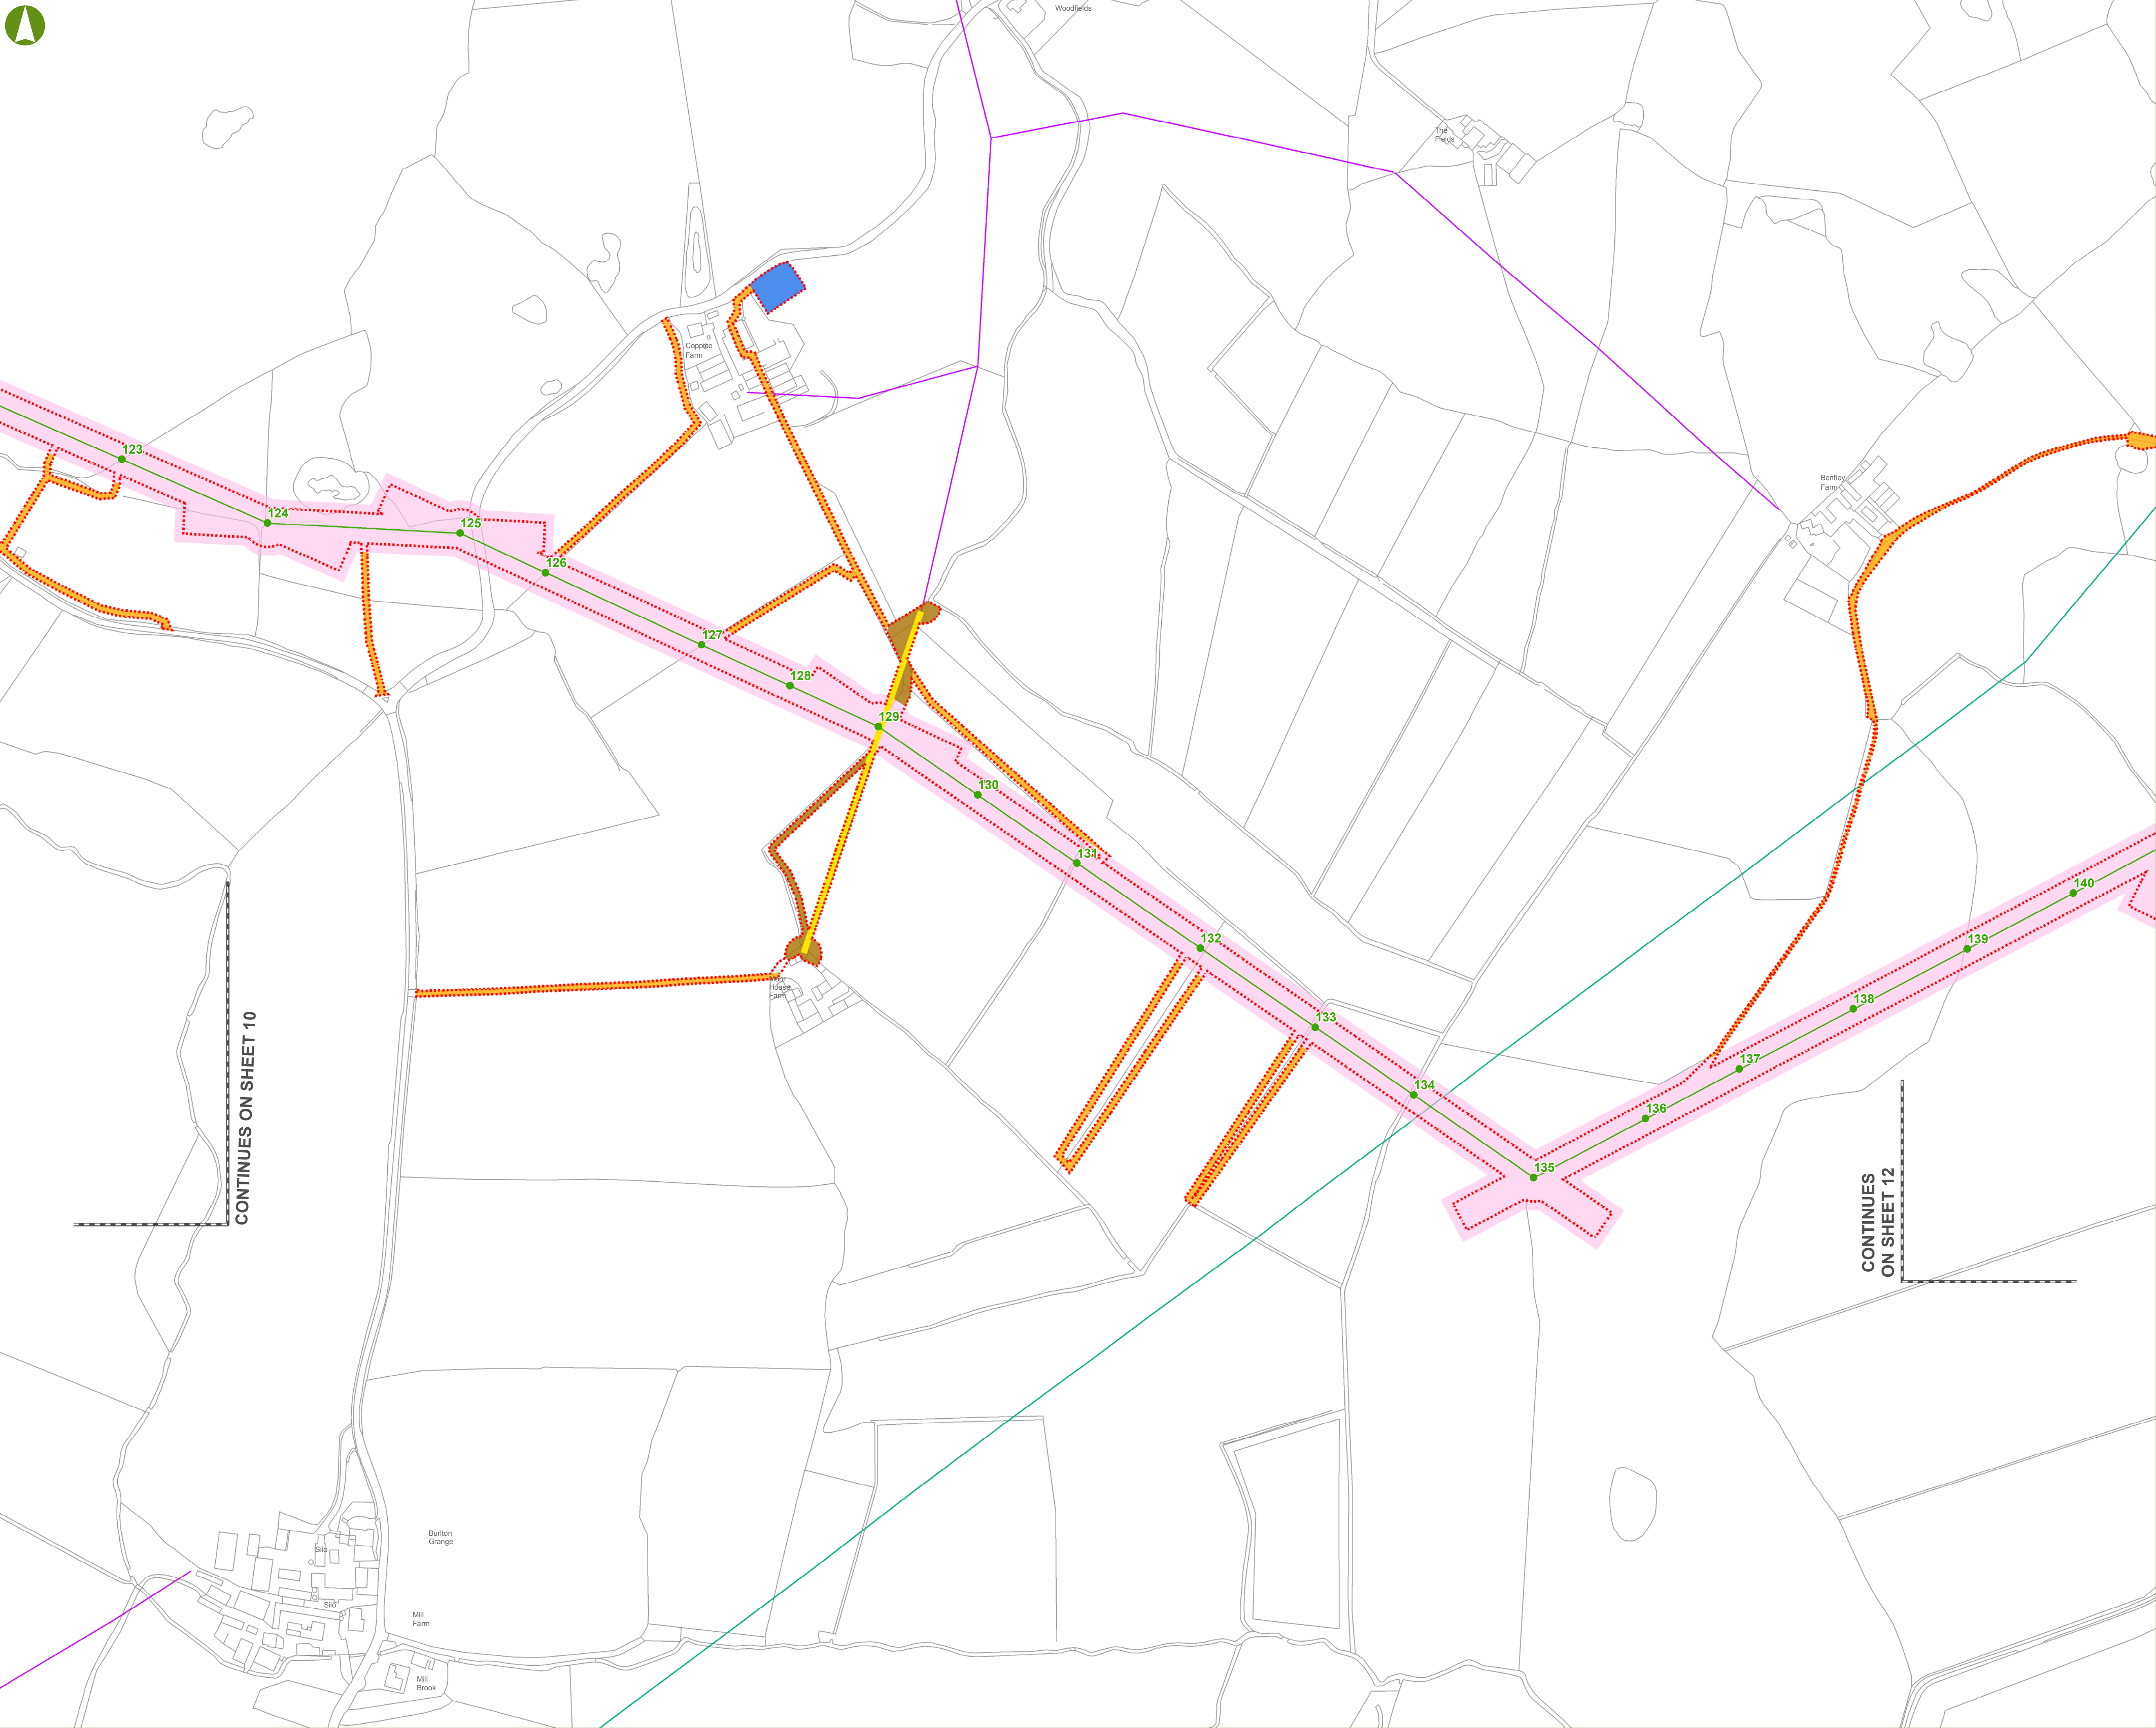 Woodfields
The
Fields
Coppice
Farm
Bentley
Farm
123
124
125
126
127
128
129
130
131
132
133
134
135
136
137
138
139
140
House
Farm
CONTINUES ON SHEET 10
CONTINUES
ON SHEET 12
Burlton
Grange
Silo
Silo
Mill
Farm
Mill
Brook